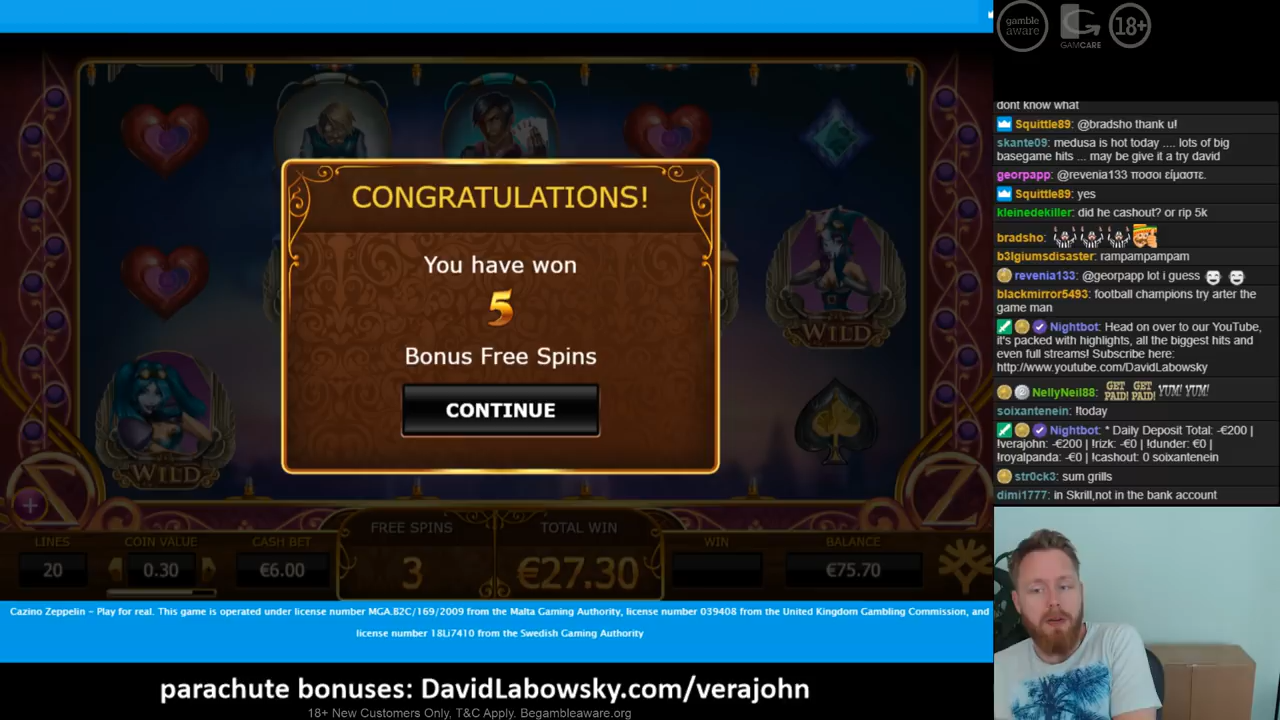 CONGRATULATIONS!
You have won
5
Bonus Free Spins
CONTINUE
WILD
WILD
LINES
20
COIN VALUE
0.30
CASH BET
€6.00
FREE SPINS
3
TOTAL WIN
€27.30
WIN
BALANCE
€75.70
Cazino Zeppelin - Play for real. This game is operated under license number MGA.B2C/169/2009 from the Malta Gaming Authority, license number 039408 from the United Kingdom Gambling Commission, and
license number 18Li7410 from the Swedish Gaming Authority
parachute bonuses: DavidLabowsky.com/verajohn
18+ New Customers Only, T&C Apply. Begambleaware.org
gamble
aware
GAMCARE
18+
dont know what
Squittle89: @bradsho thank u!
skante09: medusa is hot today .... lots of big
basegame hits ... may be give it a try david
georpapp: @revenia133 ποσοι είμαστε.
Squittle89: yes
kleinedekiller: did he cashout? or rip 5k
bradsho:
b3lgiumsdisaster: rampampampam
revenia133: @georpapp lot i guess
blackmirror5493: football champions try arter the
game man
Nightbot: Head on over to our YouTube,
it's packed with highlights, all the biggest hits and
even full streams! Subscribe here:
http://www.youtube.com/DavidLabowsky
NellyNeil88: GET PAID! GET PAID! YUM! YUM!
soixantenein: !today
Nightbot: * Daily Deposit Total: -€200 |
!verajohn: -€200 | !rizk: -€0 | !dunder: €0 |
!royalpanda: -€0 | !cashout: 0 soixantenein
str0ck3: sum grills
dimi1777: in Skrill,not in the bank account